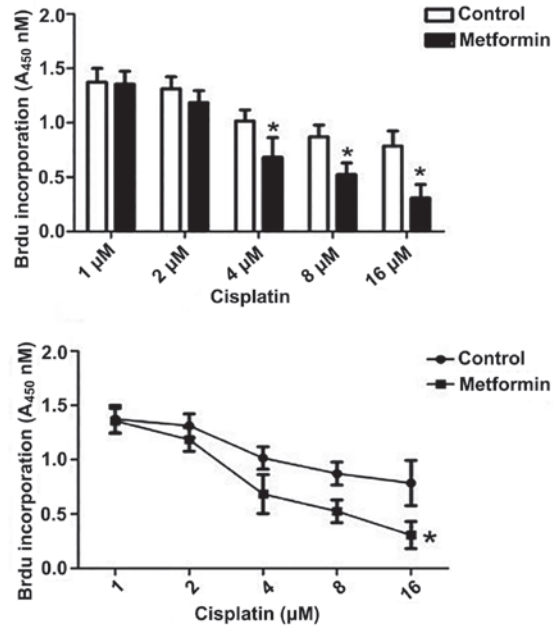 Control
Metformin
Brdu incorporation (A450 nM)
2.0
1.5
1.0
0.5
0.0
*
*
*
1 µM
2 µM
4 µM
8 µM
16 µM
Cisplatin
Control
Metformin
Brdu incorporation (A450 nM)
2.0
1.5
1.0
0.5
0.0
*
1
2
4
8
16
Cisplatin (µM)